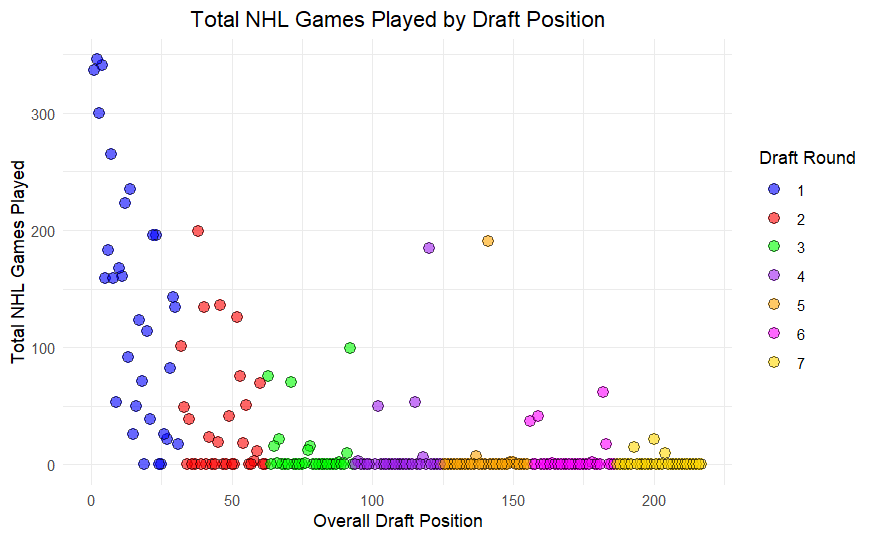 Total NHL Games Played by Draft Position
Total NHL Games Played
300
200
100
0
0 50 100 150 200
Overall Draft Position
Draft Round
1
2
3
4
5
6
7